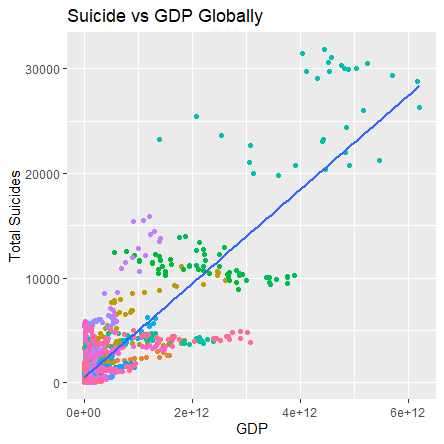 Suicide vs GDP Globally
Total Suicides
30000
20000
10000
0
0e+00 2e+12 4e+12 6e+12
GDP